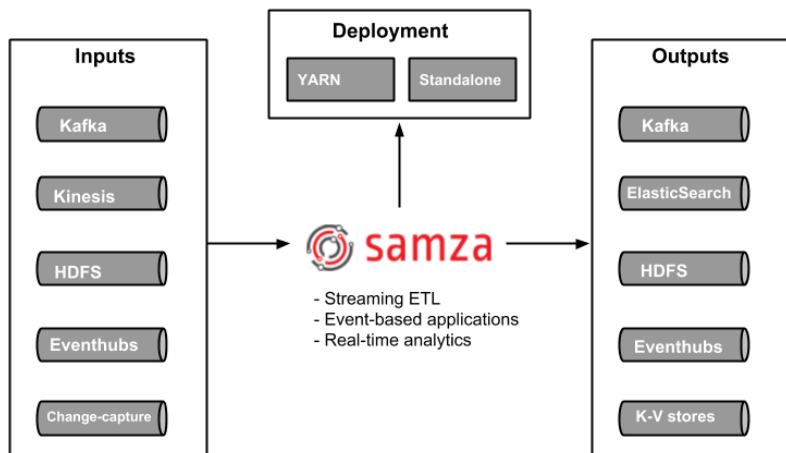 Deployment
YARN
Standalone
Inputs
Kafka
Kinesis
HDFS
Eventhubs
Change-capture
samza
- Streaming ETL
- Event-based applications
- Real-time analytics
Outputs
Kafka
ElasticSearch
HDFS
Eventhubs
K-V stores